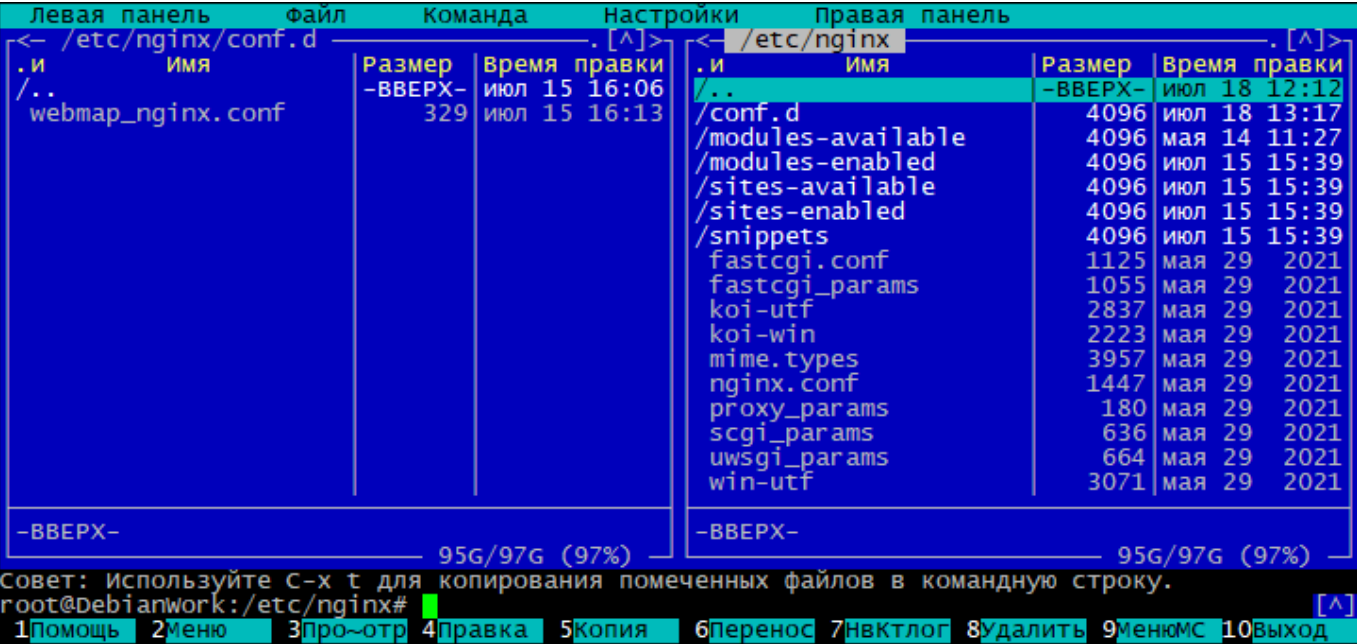 Левая панель Файл Команда Настройки Правая панель
<- /etc/nginx/conf.d .[^]> <- /etc/nginx .[^]>
.и Имя Размер Время правки .и Имя Размер Время правки
/.. -ВВЕРХ- июл 15 16:06 /.. -ВВЕРХ- июл 18 12:12
webmap_nginx.conf 329 июл 15 16:13 /conf.d 4096 июл 18 13:17
/modules-available 4096 мая 14 11:27
/modules-enabled 4096 июл 15 15:39
/sites-available 4096 июл 15 15:39
/sites-enabled 4096 июл 15 15:39
/snippets 4096 июл 15 15:39
fastcgi.conf 1125 мая 29 2021
fastcgi_params 1055 мая 29 2021
koi-utf 2837 мая 29 2021
koi-win 2223 мая 29 2021
mime.types 3957 мая 29 2021
nginx.conf 1447 мая 29 2021
proxy_params 180 мая 29 2021
scgi_params 636 мая 29 2021
uwsgi_params 664 мая 29 2021
win-utf 3071 мая 29 2021
-ВВЕРХ- -ВВЕРХ-
95G/97G (97%) 95G/97G (97%)
Совет: Используйте C-x t для копирования помеченных файлов в командную строку.
root@DebianWork:/etc/nginx# [^]
1Помощь 2Меню 3Про~отр 4Правка 5Копия 6Перенос 7НвКтлог 8Удалить 9МенюMC 10Выход